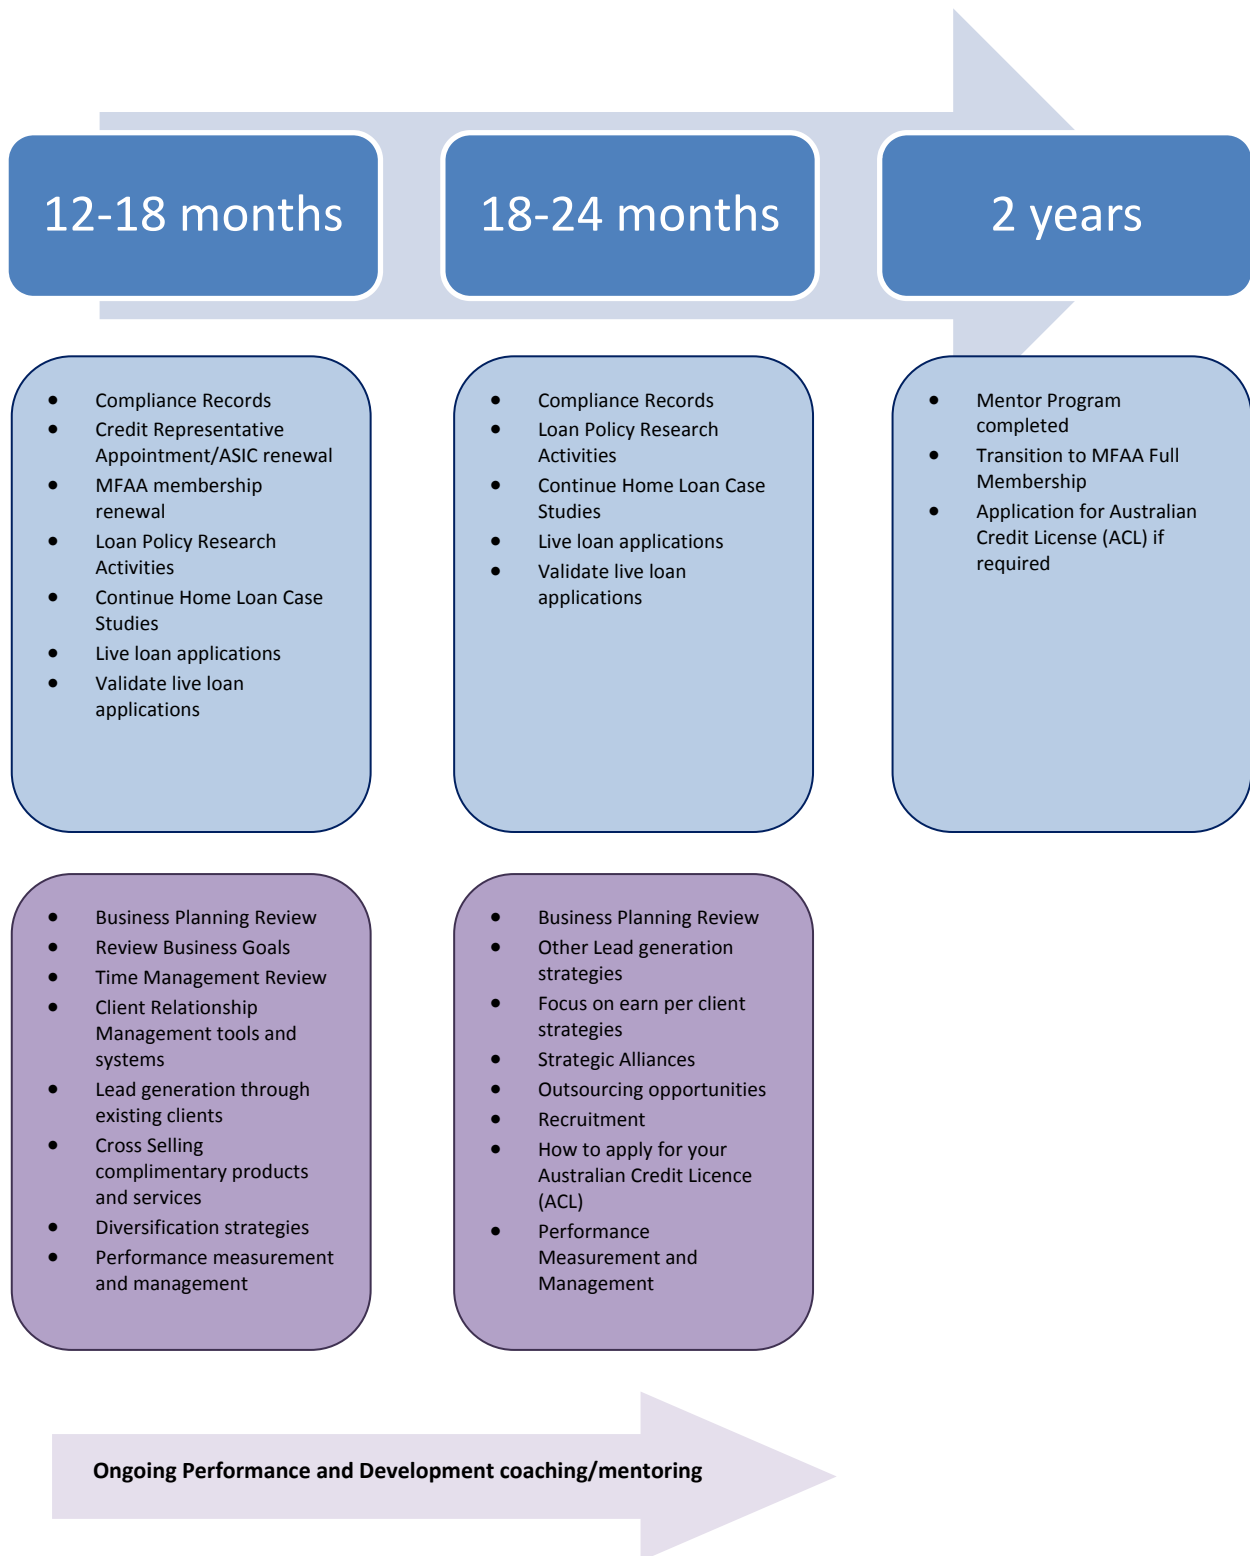 12-18 months
18-24 months
2 years
Compliance Records
Credit Representative
Appointment/ASIC renewal
MFAA membership
renewal
Loan Policy Research
Activities
Continue Home Loan Case
Studies
Live loan applications
Validate live loan
applications
Compliance Records
Loan Policy Research
Activities
Continue Home Loan Case
Studies
Live loan applications
Validate live loan
applications
Mentor Program
completed
Transition to MFAA Full
Membership
Application for Australian
Credit License (ACL) if
required
Business Planning Review
Review Business Goals
Time Management Review
Client Relationship
Management tools and
systems
Lead generation through
existing clients
Cross Selling
complimentary products
and services
Diversification strategies
Performance measurement
and management
Business Planning Review
Other Lead generation
strategies
Focus on earn per client
strategies
Strategic Alliances
Outsourcing opportunities
Recruitment
How to apply for your
Australian Credit Licence
(ACL)
Performance
Measurement and
Management
Ongoing Performance and Development coaching/mentoring